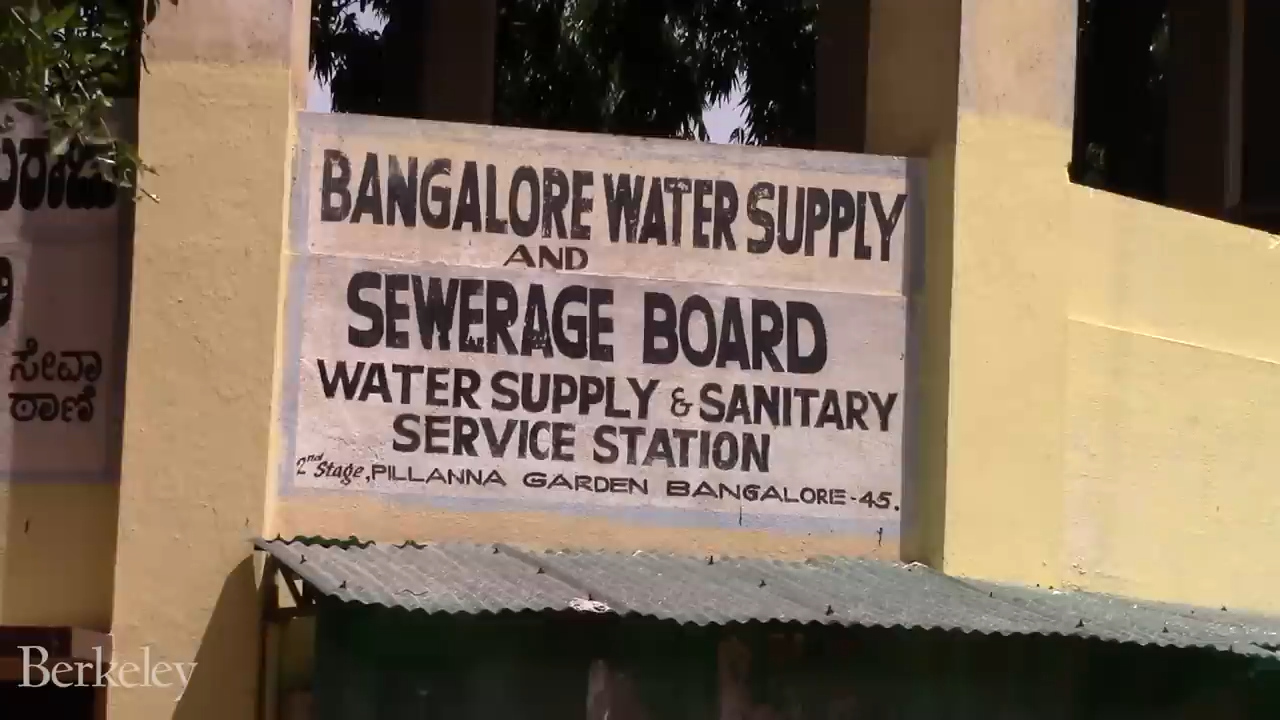 ಸೇವಾ
ಠಾಣೆ
BANGALORE WATER SUPPLY
AND
SEWERAGE BOARD
WATER SUPPLY & SANITARY
SERVICE STATION
2nd Stage, PILLANNA GARDEN BANGALORE-45.
Berkeley